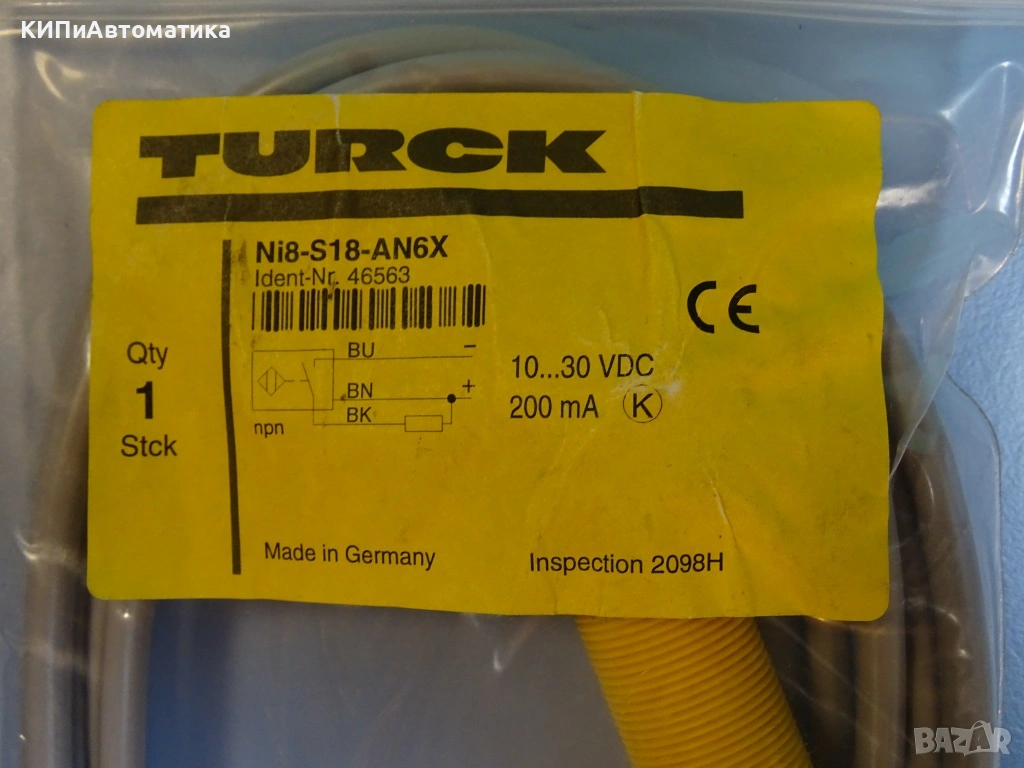 КИПиАвтоматика
TURCK
Ni8-S18-AN6X
Ident-Nr. 46563
CE
Qty
1
Stck
BU
−
BN
+
BK
npn
10...30 VDC
200 mA K
Made in Germany
Inspection 2098H
BAZAR